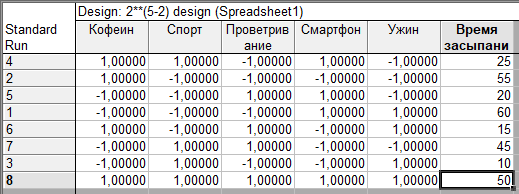 Design: 2**(5-2) design (Spreadsheet1)
Standard Run Кофеин Спорт Проветрив ание Смартфон Ужин Время засыпани
4 1,00000 1,00000 -1,00000 1,00000 -1,00000 25
2 1,00000 -1,00000 -1,00000 -1,00000 -1,00000 55
5 -1,00000 -1,00000 1,00000 1,00000 -1,00000 20
1 -1,00000 -1,00000 -1,00000 1,00000 1,00000 60
6 1,00000 -1,00000 1,00000 -1,00000 1,00000 15
7 -1,00000 1,00000 1,00000 -1,00000 -1,00000 45
3 -1,00000 1,00000 -1,00000 -1,00000 1,00000 10
8 1,00000 1,00000 1,00000 1,00000 1,00000 50